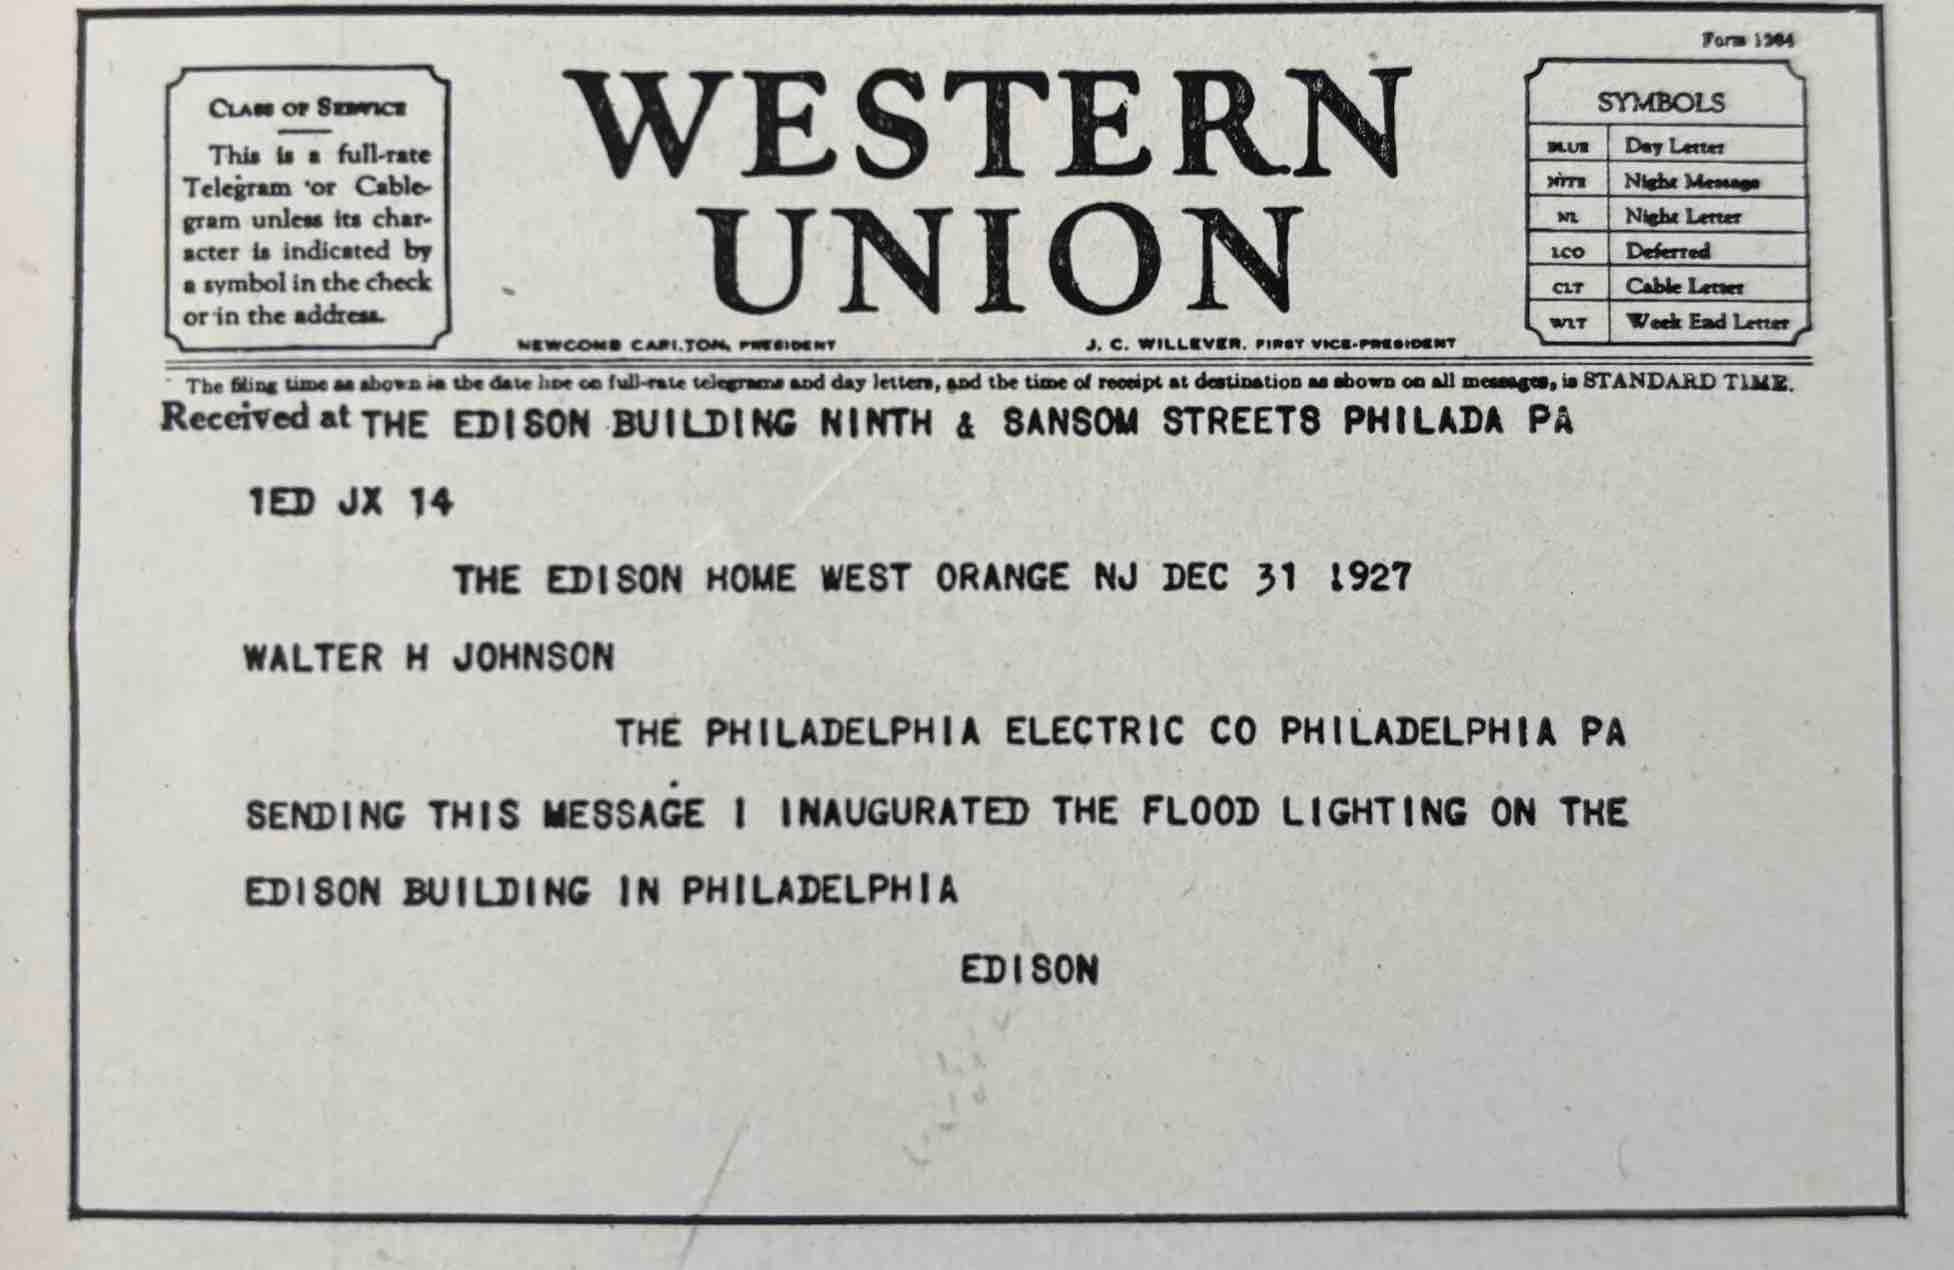 Form 1204
CLASS OF SERVICE
This is a full-rate
Telegram or Cable-
gram unless its char-
acter is indicated by
a symbol in the check
or in the address.
WESTERN
UNION
NEWCOMB CARLTON, PRESIDENT
J. C. WILLEVER, FIRST VICE-PRESIDENT
SYMBOLS
BLUE Day Letter
NITE Night Message
NL Night Letter
LCO Deferred
CLT Cable Letter
WLT Week End Letter
The filing time as shown in the date line on full-rate telegrams and day letters, and the time of receipt at destination as shown on all messages, is STANDARD TIME.
Received at THE EDISON BUILDING NINTH & SANSOM STREETS PHILADA PA
1ED JX 14
THE EDISON HOME WEST ORANGE NJ DEC 31 1927
WALTER H JOHNSON
THE PHILADELPHIA ELECTRIC CO PHILADELPHIA PA
SENDING THIS MESSAGE I INAUGURATED THE FLOOD LIGHTING ON THE
EDISON BUILDING IN PHILADELPHIA
EDISON